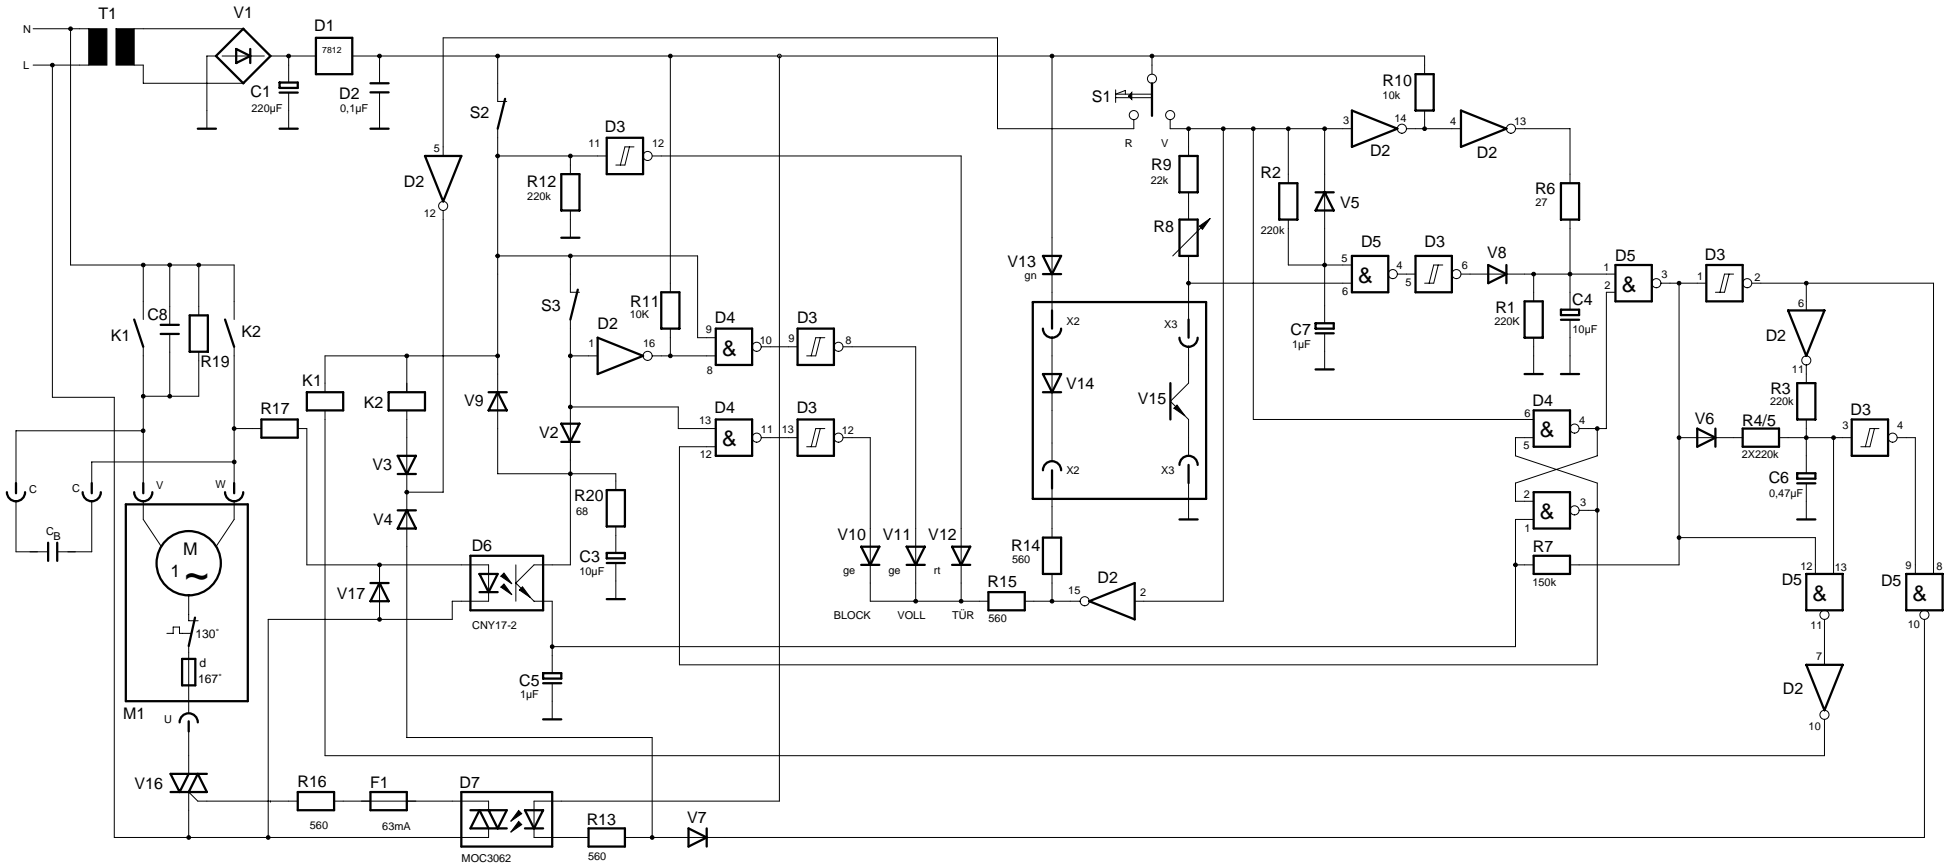 T1
V1
D1
7812
N
L
C1
220µF
D2
0,1µF
S2
S1
R
V
R10
10k
3
14
D2
4
13
D2
5
D2
12
11
D3
12
R12
220k
R9
22k
R8
R2
220k
V5
R6
27
V13
gn
S3
R11
10K
D2
1
16
D4
9
8
&
10
D3
9
8
X2
X3
V14
V15
X2
X3
D5
5
6
&
4
D3
5
6
V8
R1
220K
C4
10µF
C7
1µF
D5
1
2
&
3
D3
1
2
6
D2
11
R3
220k
K1
C8
R19
K2
R17
K1
K2
V9
V2
V3
V4
D4
13
12
&
11
D3
13
12
D4
6
5
&
4
2
1
&
3
R7
150k
V6
R4/5
2X220k
D3
3
4
C6
0,47µF
C
C
V
W
CB
M
1
~
130°
d
167°
M1
U
R20
68
C3
10µF
D6
CNY17-2
V17
C5
1µF
V10
ge
V11
ge
V12
rt
BLOCK
VOLL
TÜR
R14
560
R15
560
15
D2
2
12
13
D5
&
11
9
8
D5
&
10
7
D2
10
V16
R16
560
F1
63mA
D7
MOC3062
R13
560
V7